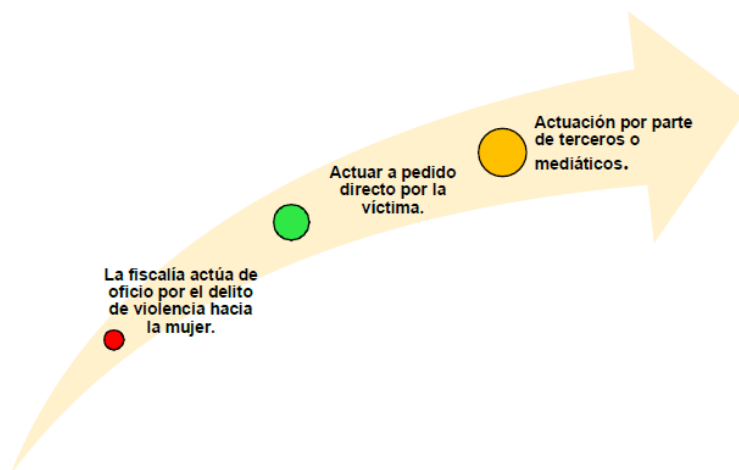 La fiscalía actúa de
oficio por el delito
de violencia hacia
la mujer.
Actuar a pedido
directo por la
víctima.
Actuación por parte
de terceros o
mediáticos.